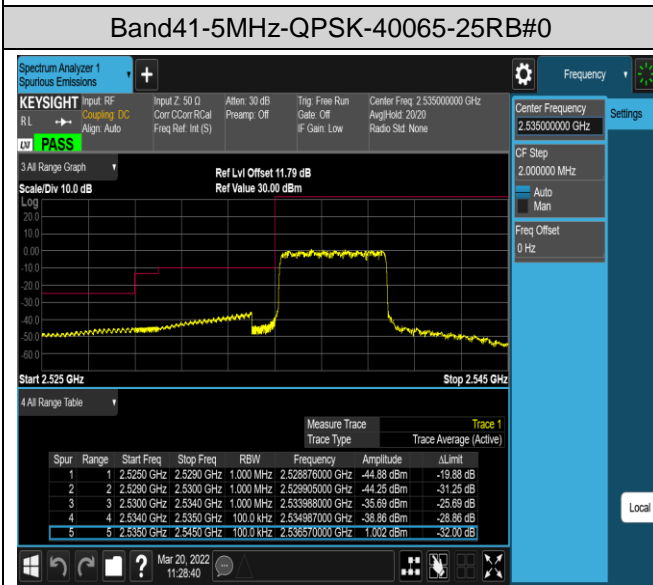 Band41-5MHz-QPSK-40065-25RB#0
Spectrum Analyzer 1
Spurious Emissions
+
Frequency
KEYSIGHT
RL
LXI PASS
Input: RF
Coupling: DC
Align: Auto
Input Z: 50 Ω
Corr CCorr RCal
Freq Ref: Int (S)
Atten: 30 dB
Preamp: Off
Trig: Free Run
Gate: Off
IF Gain: Low
Center Freq: 2.535000000 GHz
Avg|Hold: 20/20
Radio Std: None
Center Frequency
2.535000000 GHz
Settings
CF Step
2.000000 MHz
Auto
Man
Freq Offset
0 Hz
3 All Range Graph
Scale/Div 10.0 dB
Ref Lvl Offset 11.79 dB
Ref Value 30.00 dBm
Log
20.0
10.0
0.00
-10.0
-20.0
-30.0
-40.0
-50.0
-60.0
Start 2.525 GHz
Stop 2.545 GHz
4 All Range Table
Measure Trace Trace 1
Trace Type Trace Average (Active)
Spur Range Start Freq Stop Freq RBW Frequency Amplitude ΔLimit
1 1 2.5250 GHz 2.5290 GHz 1.000 MHz 2.528876000 GHz -44.88 dBm -19.88 dB
2 2 2.5290 GHz 2.5300 GHz 1.000 MHz 2.529905000 GHz -44.25 dBm -31.25 dB
3 3 2.5300 GHz 2.5340 GHz 1.000 MHz 2.533988000 GHz -35.69 dBm -25.69 dB
4 4 2.5340 GHz 2.5350 GHz 100.0 kHz 2.534987000 GHz -38.86 dBm -28.86 dB
5 5 2.5350 GHz 2.5450 GHz 100.0 kHz 2.536570000 GHz 1.002 dBm -32.00 dB
Local
?
Mar 20, 2022
11:28:40